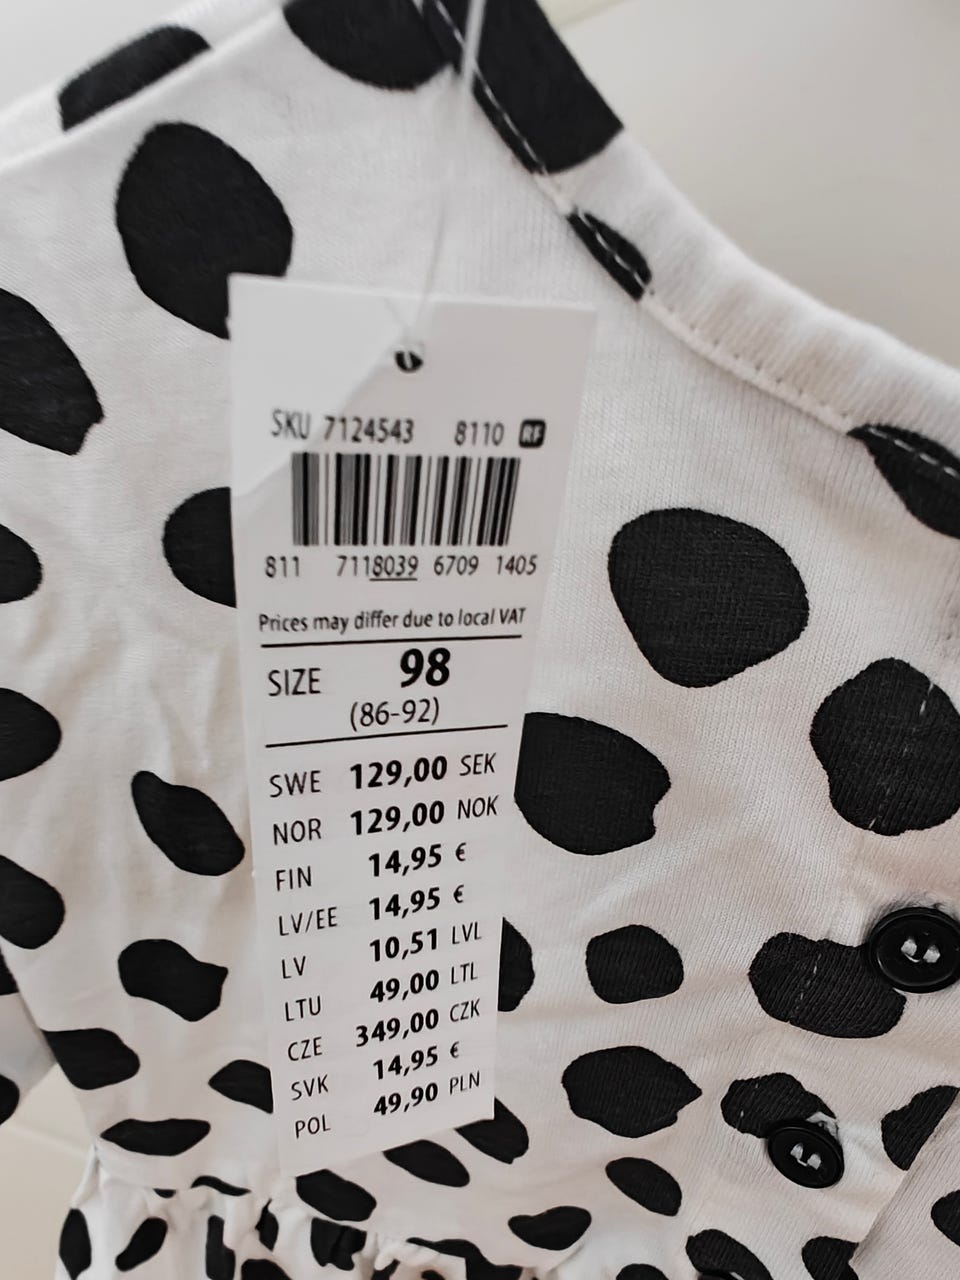 SKU 7124543 8110 RF
811 7118039 6709 1405
Prices may differ due to local VAT
SIZE 98
(86-92)
SWE 129,00 SEK
NOR 129,00 NOK
FIN 14,95 €
LV/EE 14,95 €
LV 10,51 LVL
LTU 49,00 LTL
CZE 349,00 CZK
SVK 14,95 €
POL 49,90 PLN